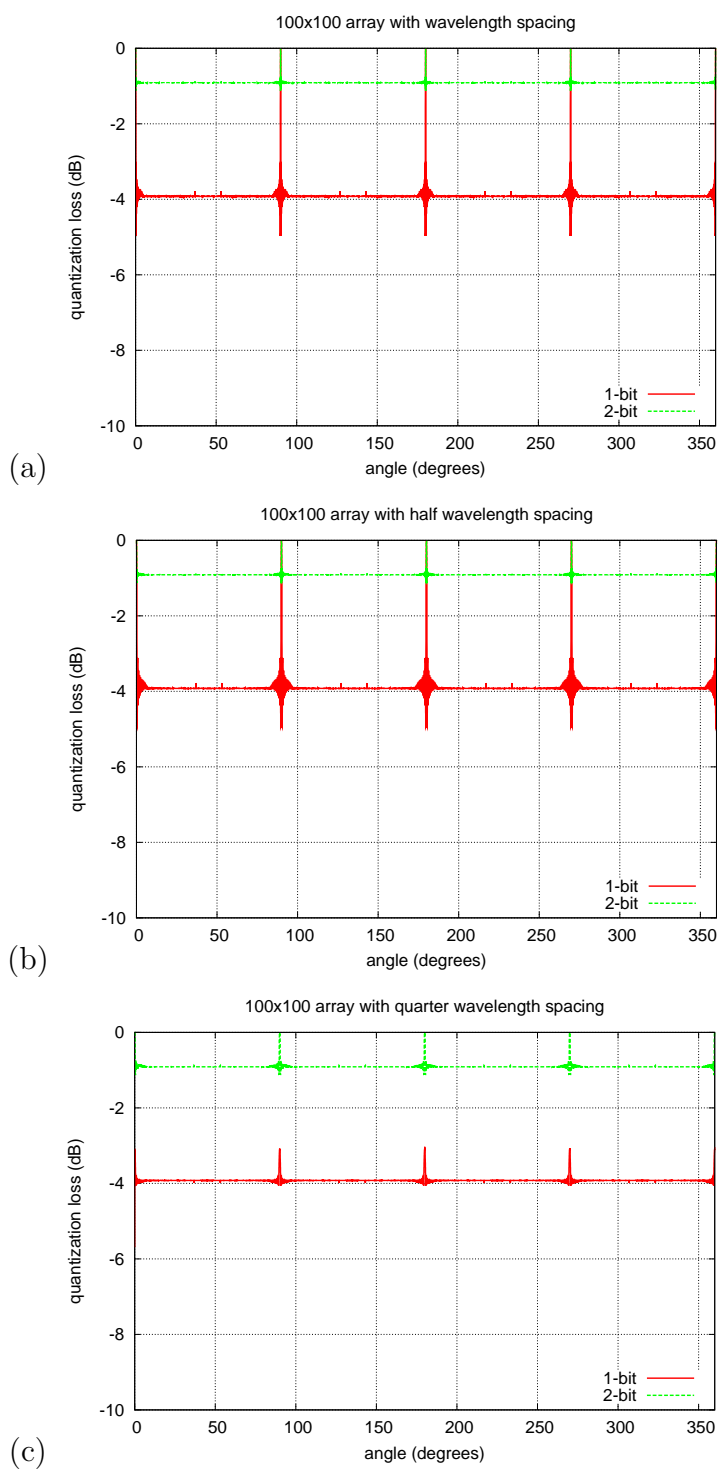 100x100 array with wavelength spacing
0
-2
-4
-6
-8
-10
quantization loss (dB)
1-bit
2-bit
0 50 100 150 200 250 300 350
angle (degrees)
(a)
100x100 array with half wavelength spacing
0
-2
-4
-6
-8
-10
quantization loss (dB)
1-bit
2-bit
0 50 100 150 200 250 300 350
angle (degrees)
(b)
100x100 array with quarter wavelength spacing
0
-2
-4
-6
-8
-10
quantization loss (dB)
1-bit
2-bit
0 50 100 150 200 250 300 350
angle (degrees)
(c)